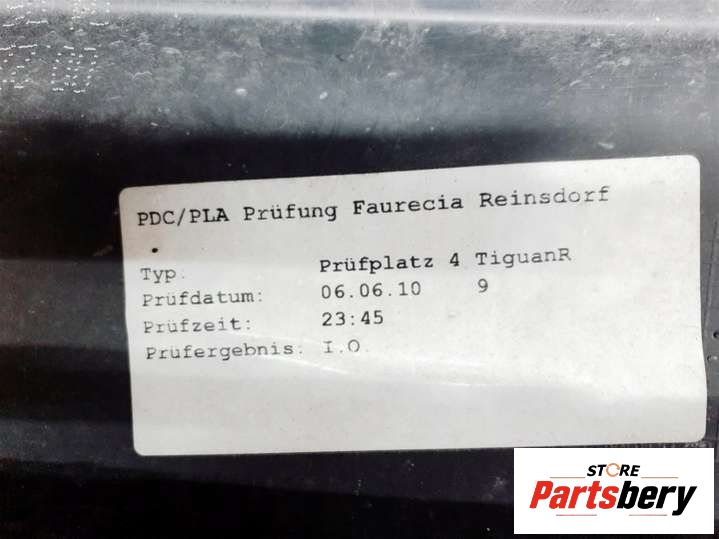 PDC/PLA Prüfung Faurecia Reinsdorf
Typ: Prüfplatz 4 TiguanR
Prüfdatum: 06.06.10 9
Prüfzeit: 23:45
Prüfergebnis: I.O.
STORE
Partsbery